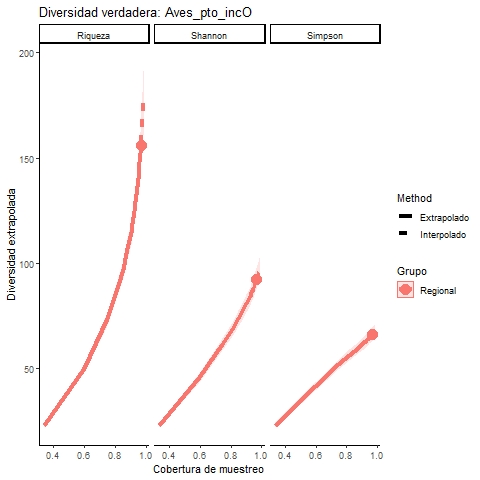 Diversidad verdadera: Aves_pto_incO
Riqueza
Shannon
Simpson
200
150
100
50
Diversidad extrapolada
0.4 0.6 0.8 1.0
0.4 0.6 0.8 1.0
0.4 0.6 0.8 1.0
Cobertura de muestreo
Method
Extrapolado
Interpolado
Grupo
Regional